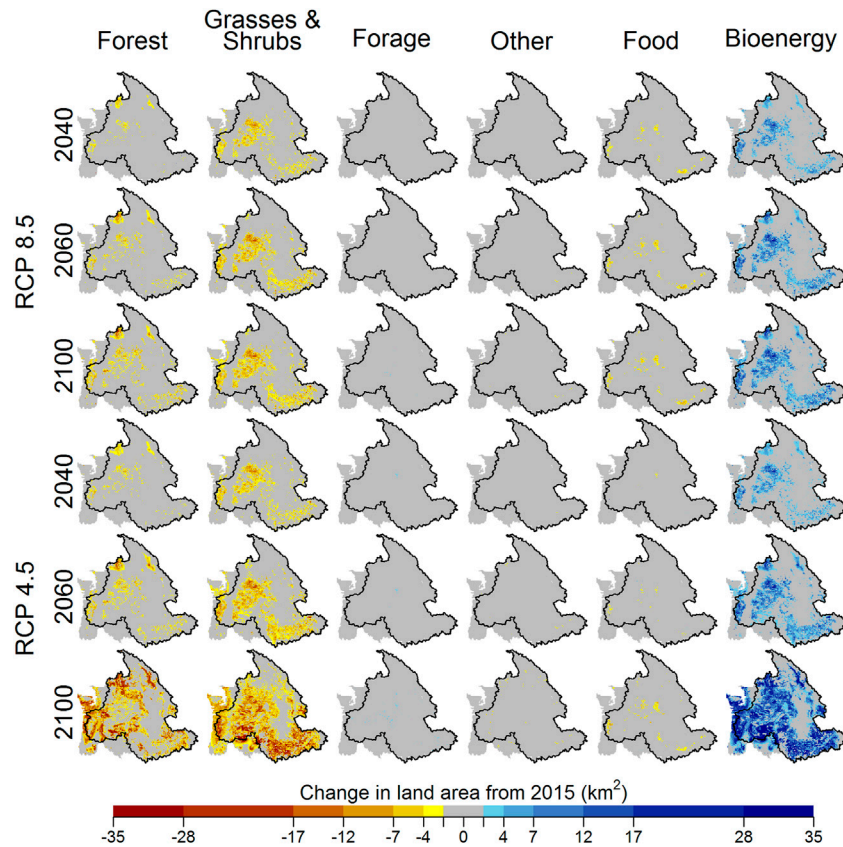 Forest
Grasses &
Shrubs
Forage
Other
Food
Bioenergy
RCP 8.5
2040
2060
2100
RCP 4.5
2040
2060
2100
Change in land area from 2015 (km²)
-35 -28 -17 -12 -7 -4 0 4 7 12 17 28 35